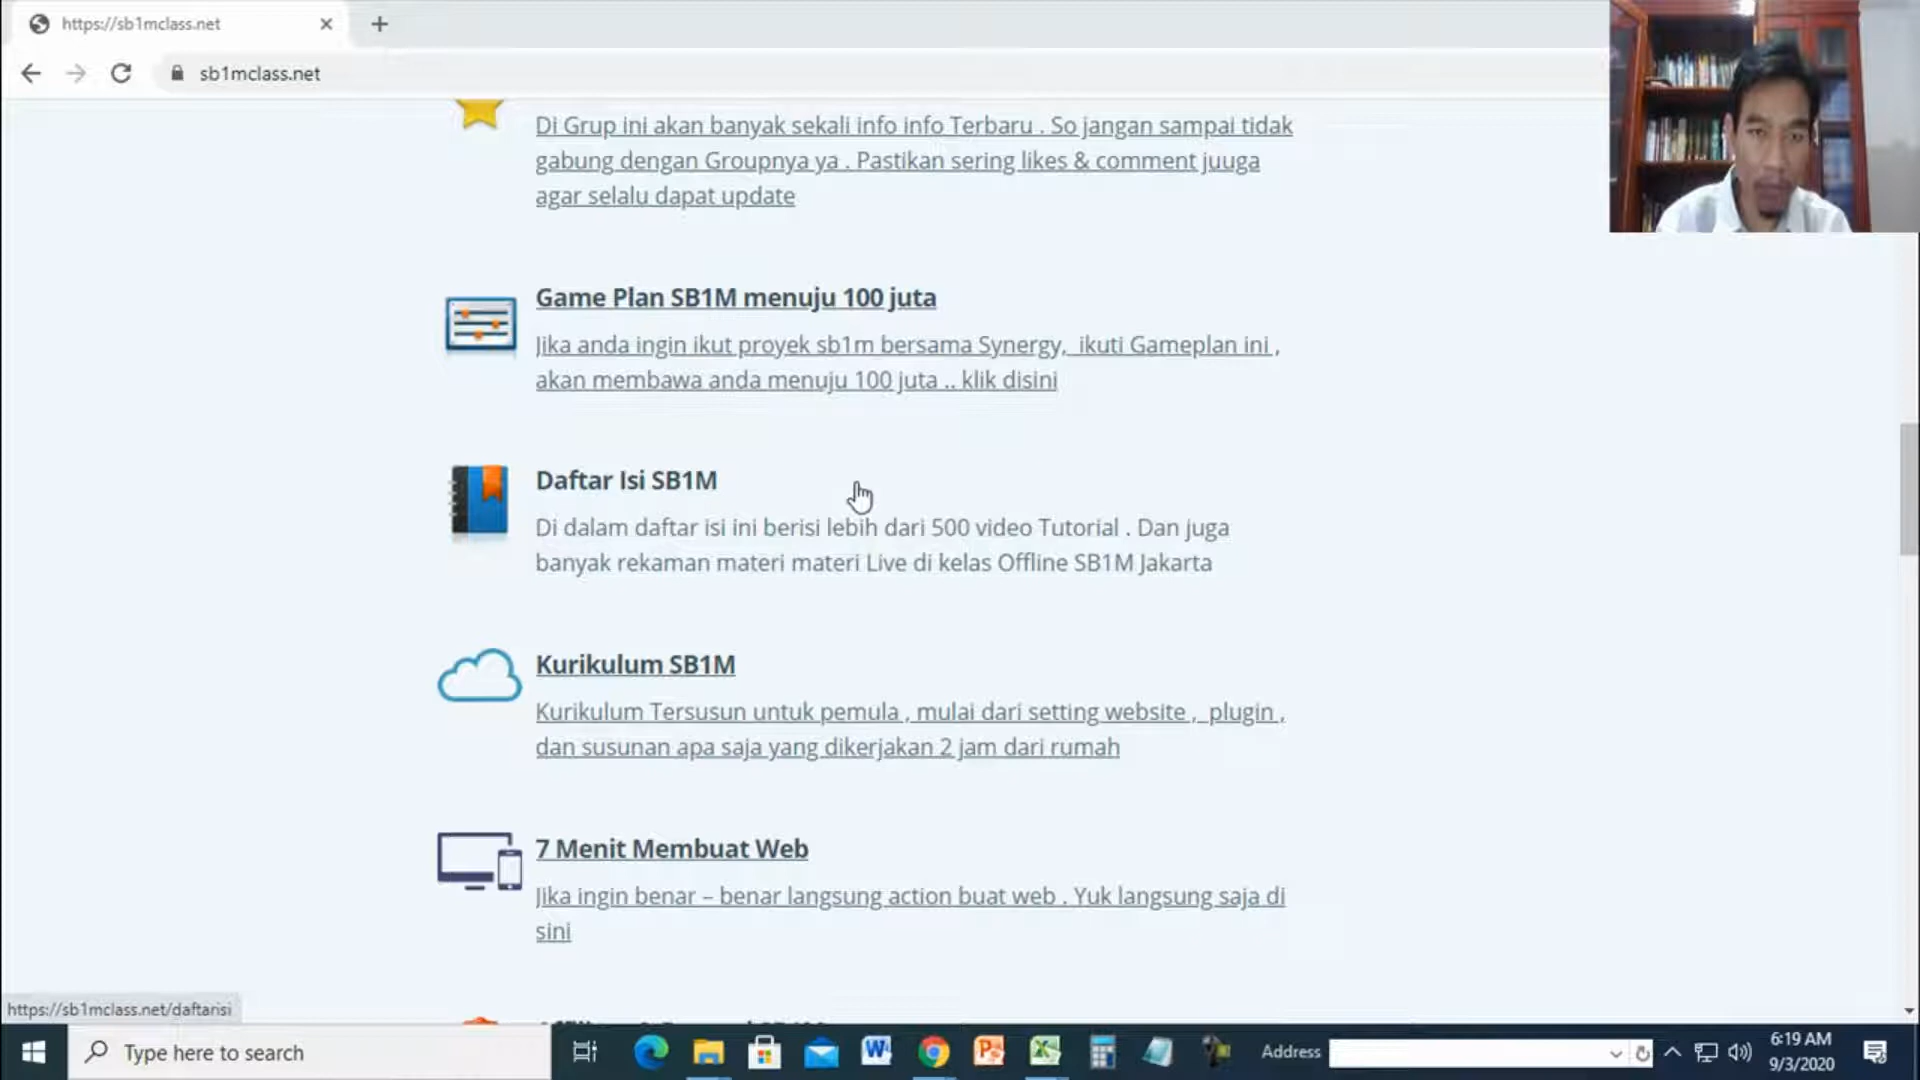 https://sb1mclass.net
sb1mclass.net
Di Grup ini akan banyak sekali info info Terbaru . So jangan sampai tidak
gabung dengan Groupnya ya . Pastikan sering likes & comment juuga
agar selalu dapat update
Game Plan SB1M menuju 100 juta
Jika anda ingin ikut proyek sb1m bersama Synergy, ikuti Gameplan ini ,
akan membawa anda menuju 100 juta .. klik disini
Daftar Isi SB1M
Di dalam daftar isi ini berisi lebih dari 500 video Tutorial . Dan juga
banyak rekaman materi materi Live di kelas Offline SB1M Jakarta
Kurikulum SB1M
Kurikulum Tersusun untuk pemula , mulai dari setting website , plugin ,
dan susunan apa saja yang dikerjakan 2 jam dari rumah
7 Menit Membuat Web
Jika ingin benar – benar langsung action buat web . Yuk langsung saja di
sini
https://sb1mclass.net/daftarisi
Type here to search
Address
6:19 AM
9/3/2020